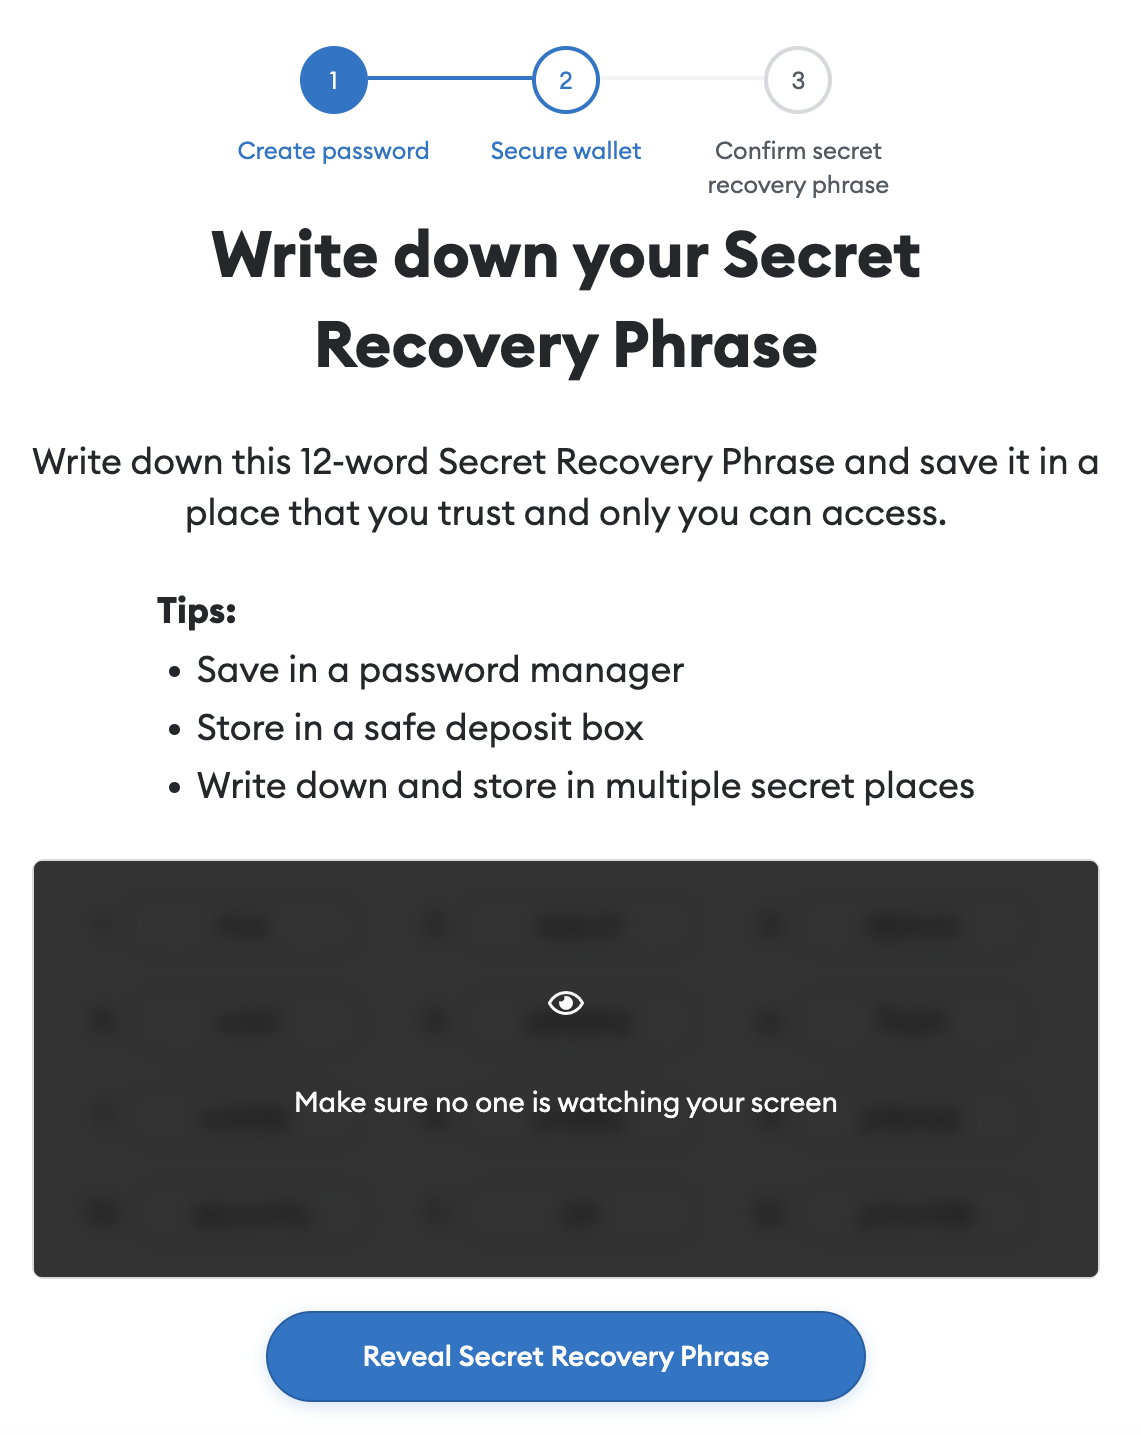 1
2
3
Create password
Secure wallet
Confirm secret
recovery phrase
Write down your Secret
Recovery Phrase
Write down this 12-word Secret Recovery Phrase and save it in a
place that you trust and only you can access.
Tips:
• Save in a password manager
• Store in a safe deposit box
• Write down and store in multiple secret places
Make sure no one is watching your screen
Reveal Secret Recovery Phrase